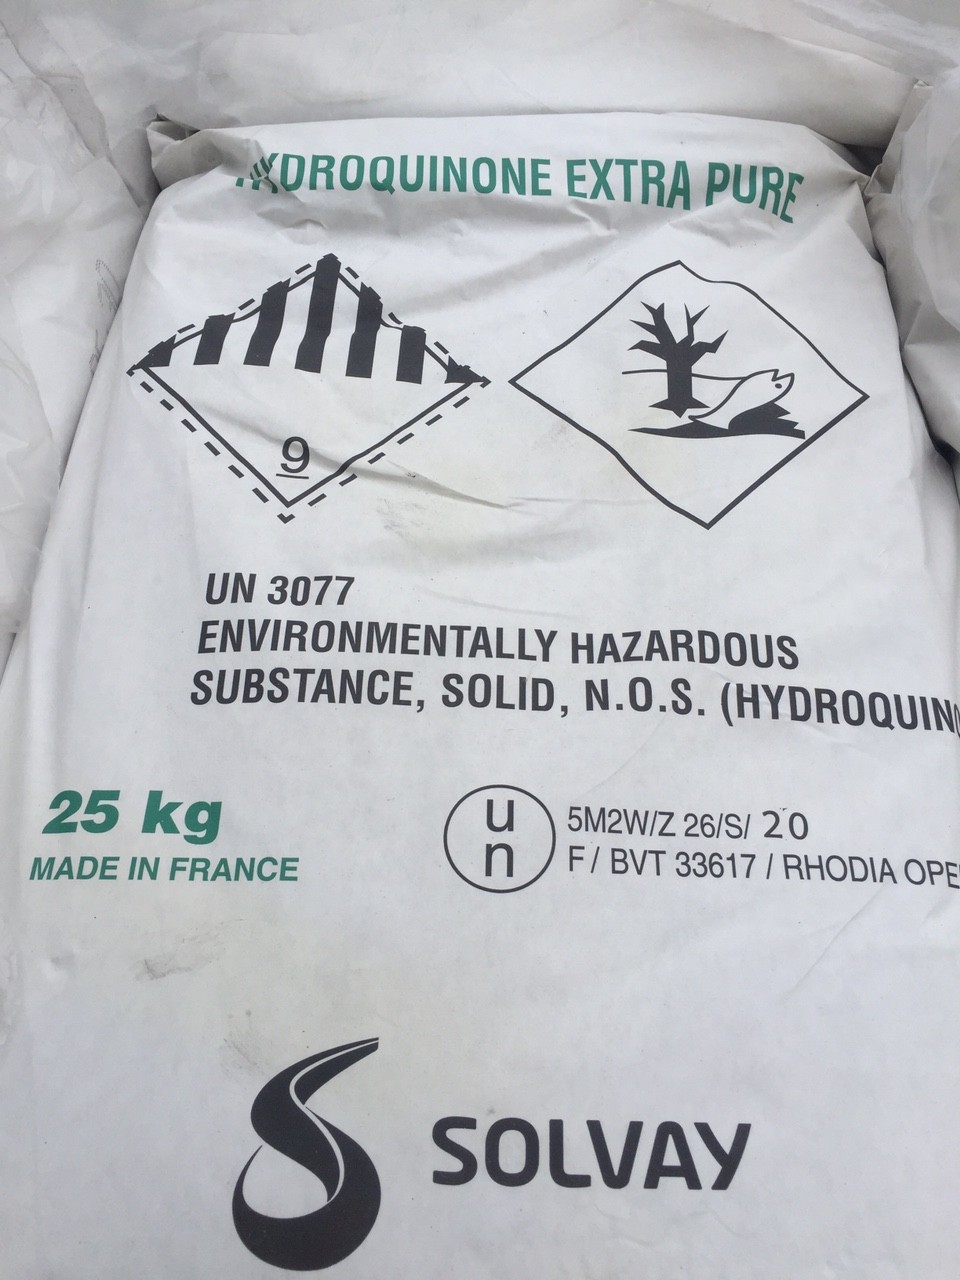 HYDROQUINONE EXTRA PURE
9
UN 3077
ENVIRONMENTALLY HAZARDOUS
SUBSTANCE, SOLID, N.O.S. (HYDROQUINO
25 kg
MADE IN FRANCE
u
n
5M2W/Z 26/S/ 20
F/ BVT 33617 / RHODIA OPE
SOLVAY